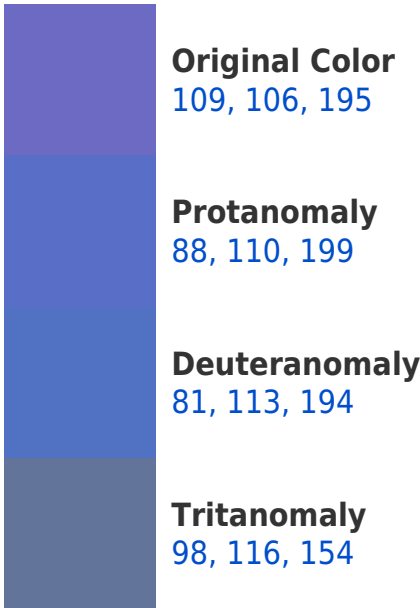 Original Color
109, 106, 195
Protanomaly
88, 110, 199
Deuteranomaly
81, 113, 194
Tritanomaly
98, 116, 154